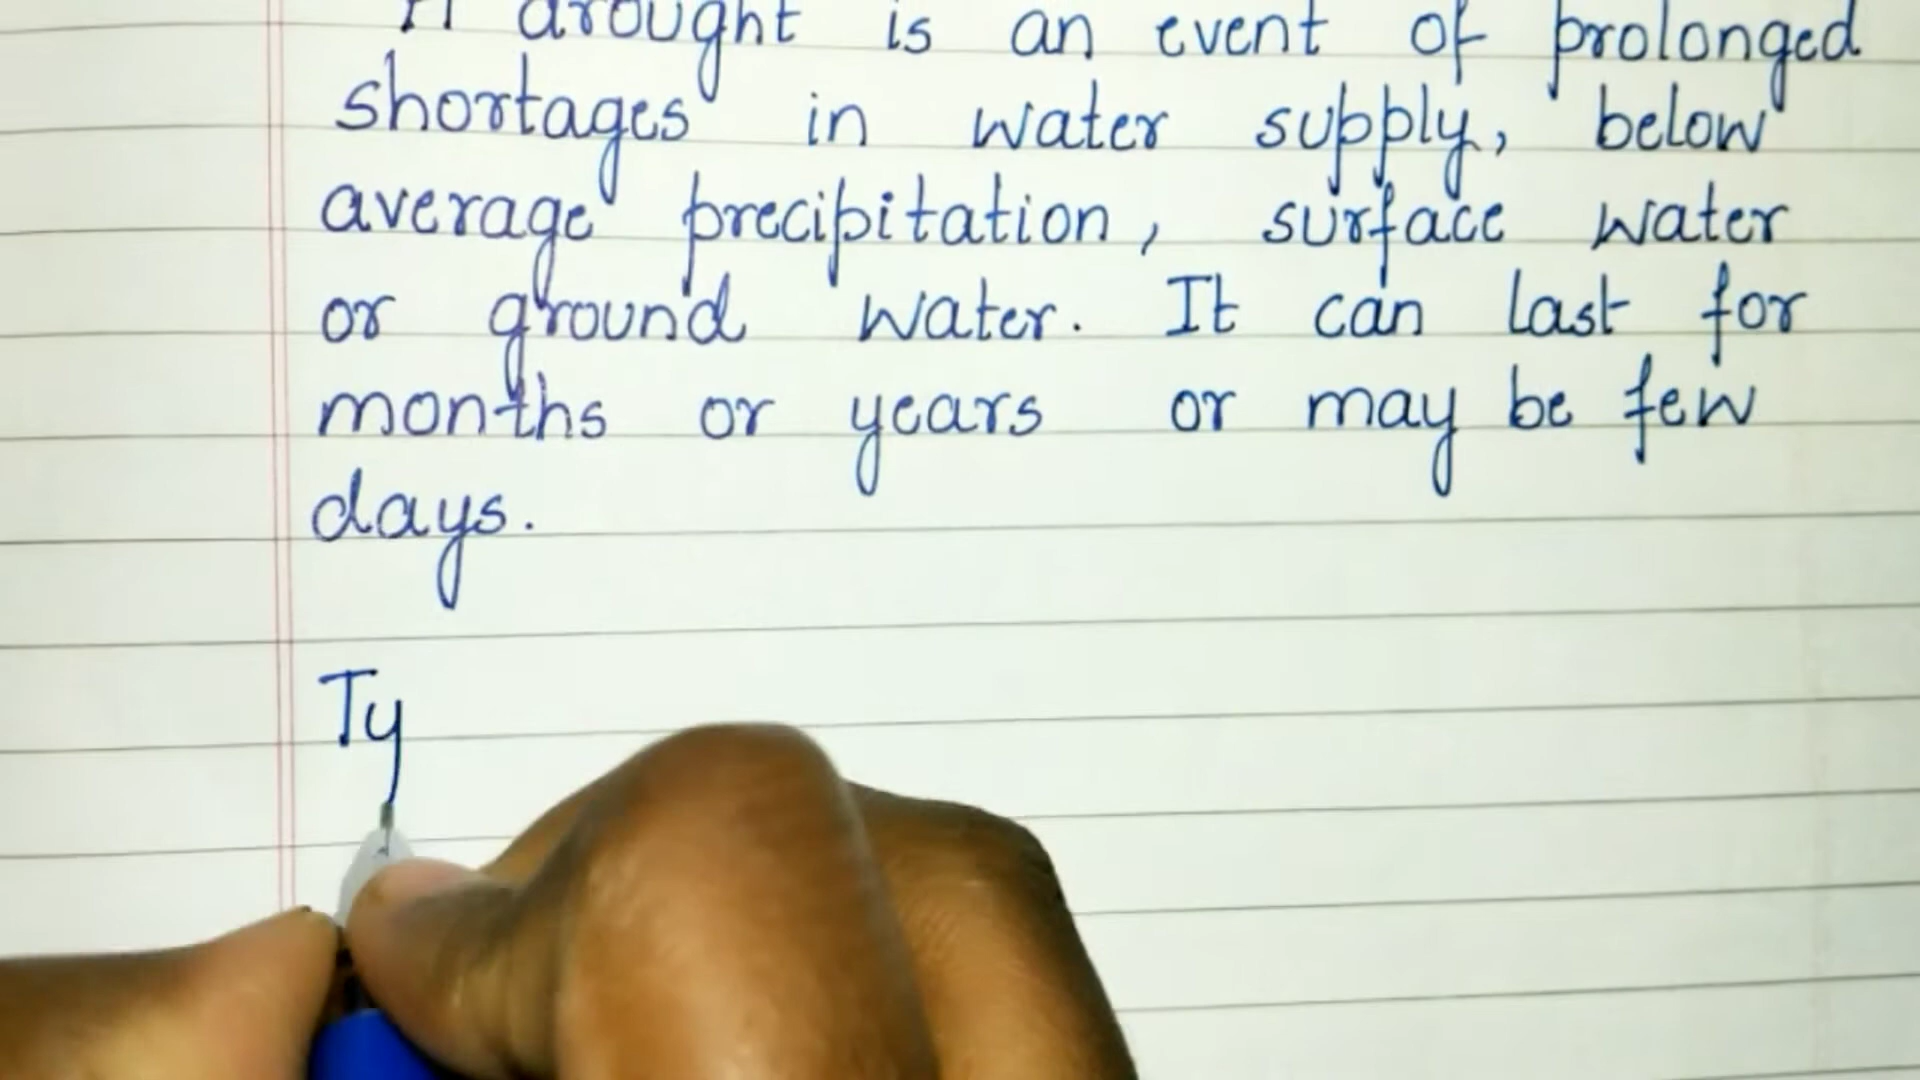 A drought is an event of prolonged
shortages in water supply, below
average precipitation, surface water
or ground water. It can last for
months or years or may be few
days.
Ty